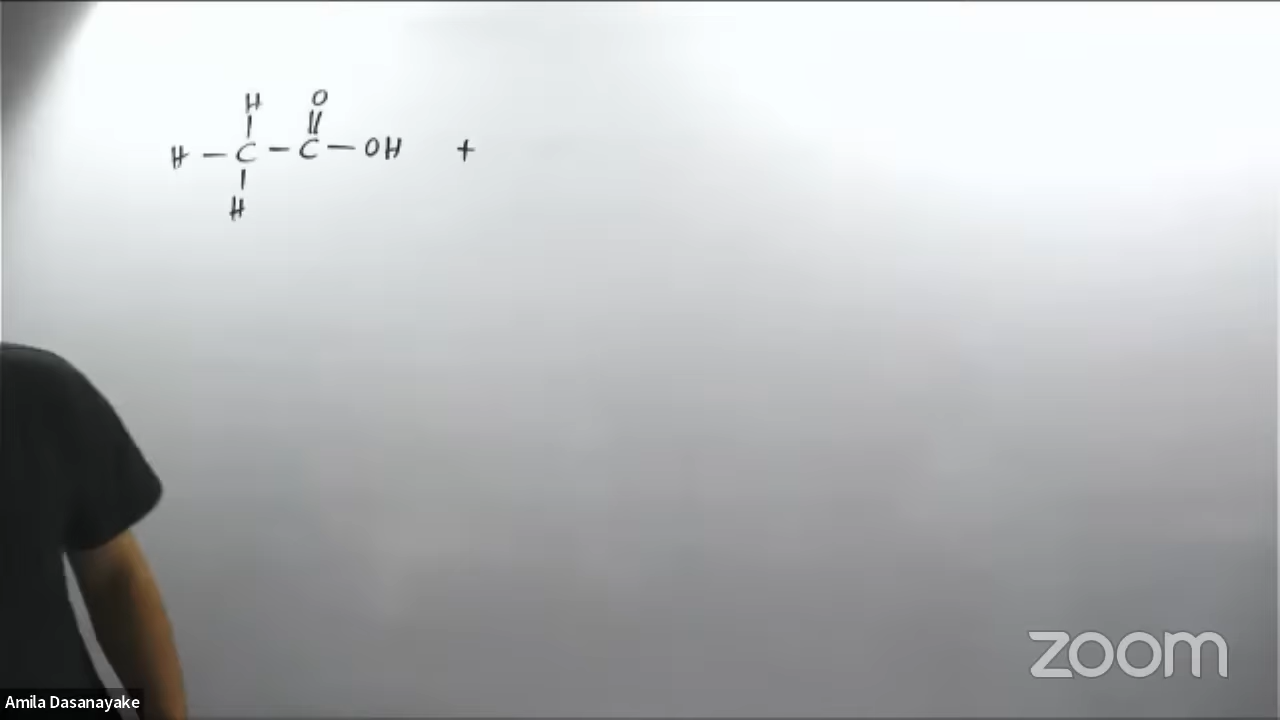 H O
| ||
H — C — C — OH +
|
H
zoom
Amila Dasanayake